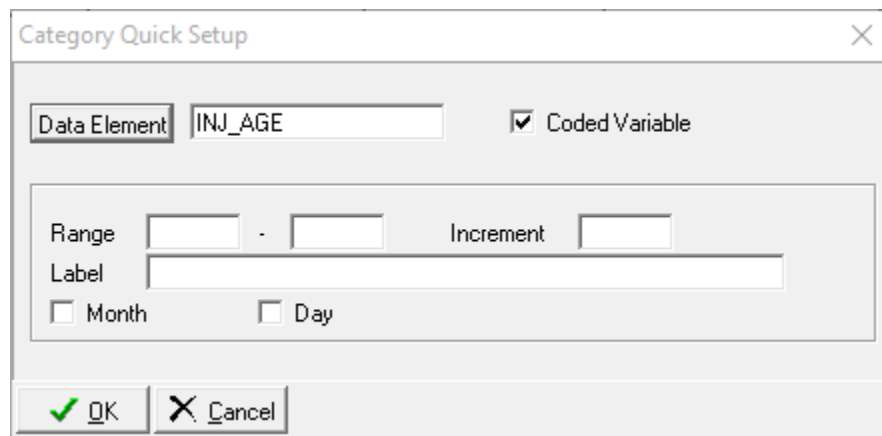 Category Quick Setup
Data Element INJ_AGE Coded Variable
Range - Increment
Label
Month Day
OK Cancel